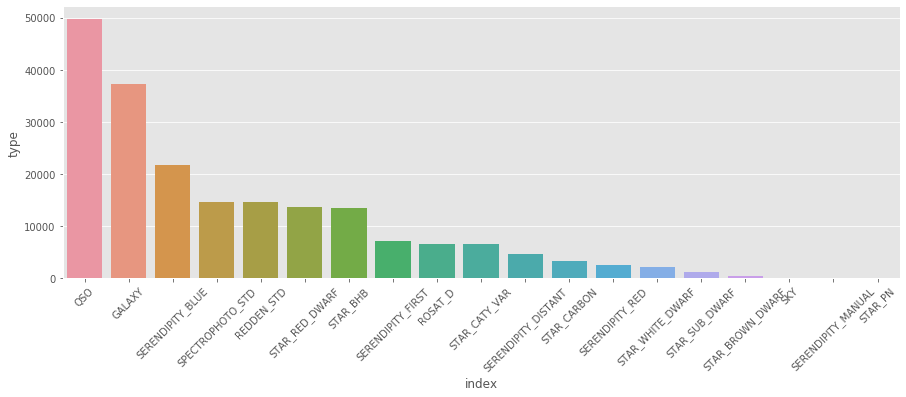 50000
40000
30000
20000
10000
0
type
QSO
GALAXY
SERENDIPITY_BLUE
SPECTROPHOTO_STD
REDDEN_STD
STAR_RED_DWARF
STAR_BHB
SERENDIPITY_FIRST
ROSAT_D
STAR_CATY_VAR
SERENDIPITY_DISTANT
STAR_CARBON
SERENDIPITY_RED
STAR_WHITE_DWARF
STAR_SUB_DWARF
STAR_BROWN_DWARF
SKY
SERENDIPITY_MANUAL
STAR_PN
index